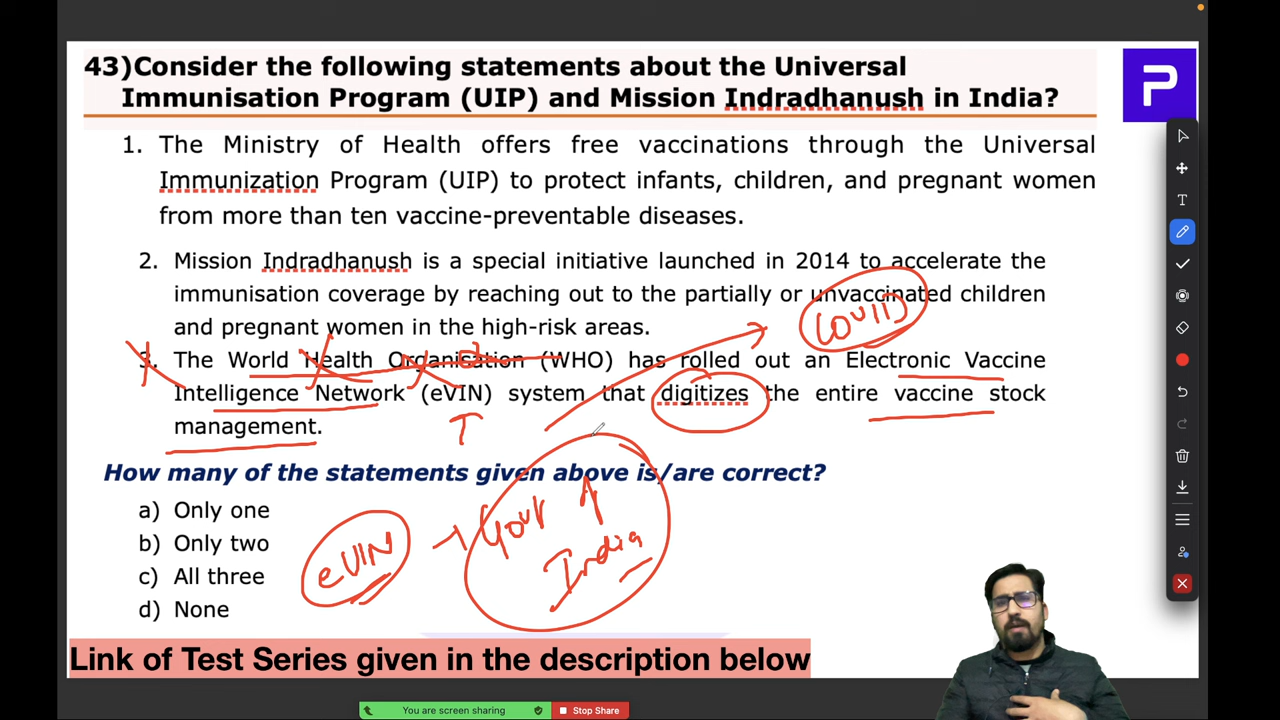 43)Consider the following statements about the Universal
Immunisation Program (UIP) and Mission Indradhanush in India?
P
1. The Ministry of Health offers free vaccinations through the Universal
Immunization Program (UIP) to protect infants, children, and pregnant women
from more than ten vaccine-preventable diseases.
2. Mission Indradhanush is a special initiative launched in 2014 to accelerate the
immunisation coverage by reaching out to the partially or unvaccinated children
and pregnant women in the high-risk areas.
COVID
3. The World Health Organisation (WHO) has rolled out an Electronic Vaccine
Intelligence Network (eVIN) system that digitizes the entire vaccine stock
management.
How many of the statements given above is/are correct?
a) Only one
b) Only two
c) All three
d) None
eVIN → Govt of
India
Link of Test Series given in the description below
T
You are screen sharing
Stop Share